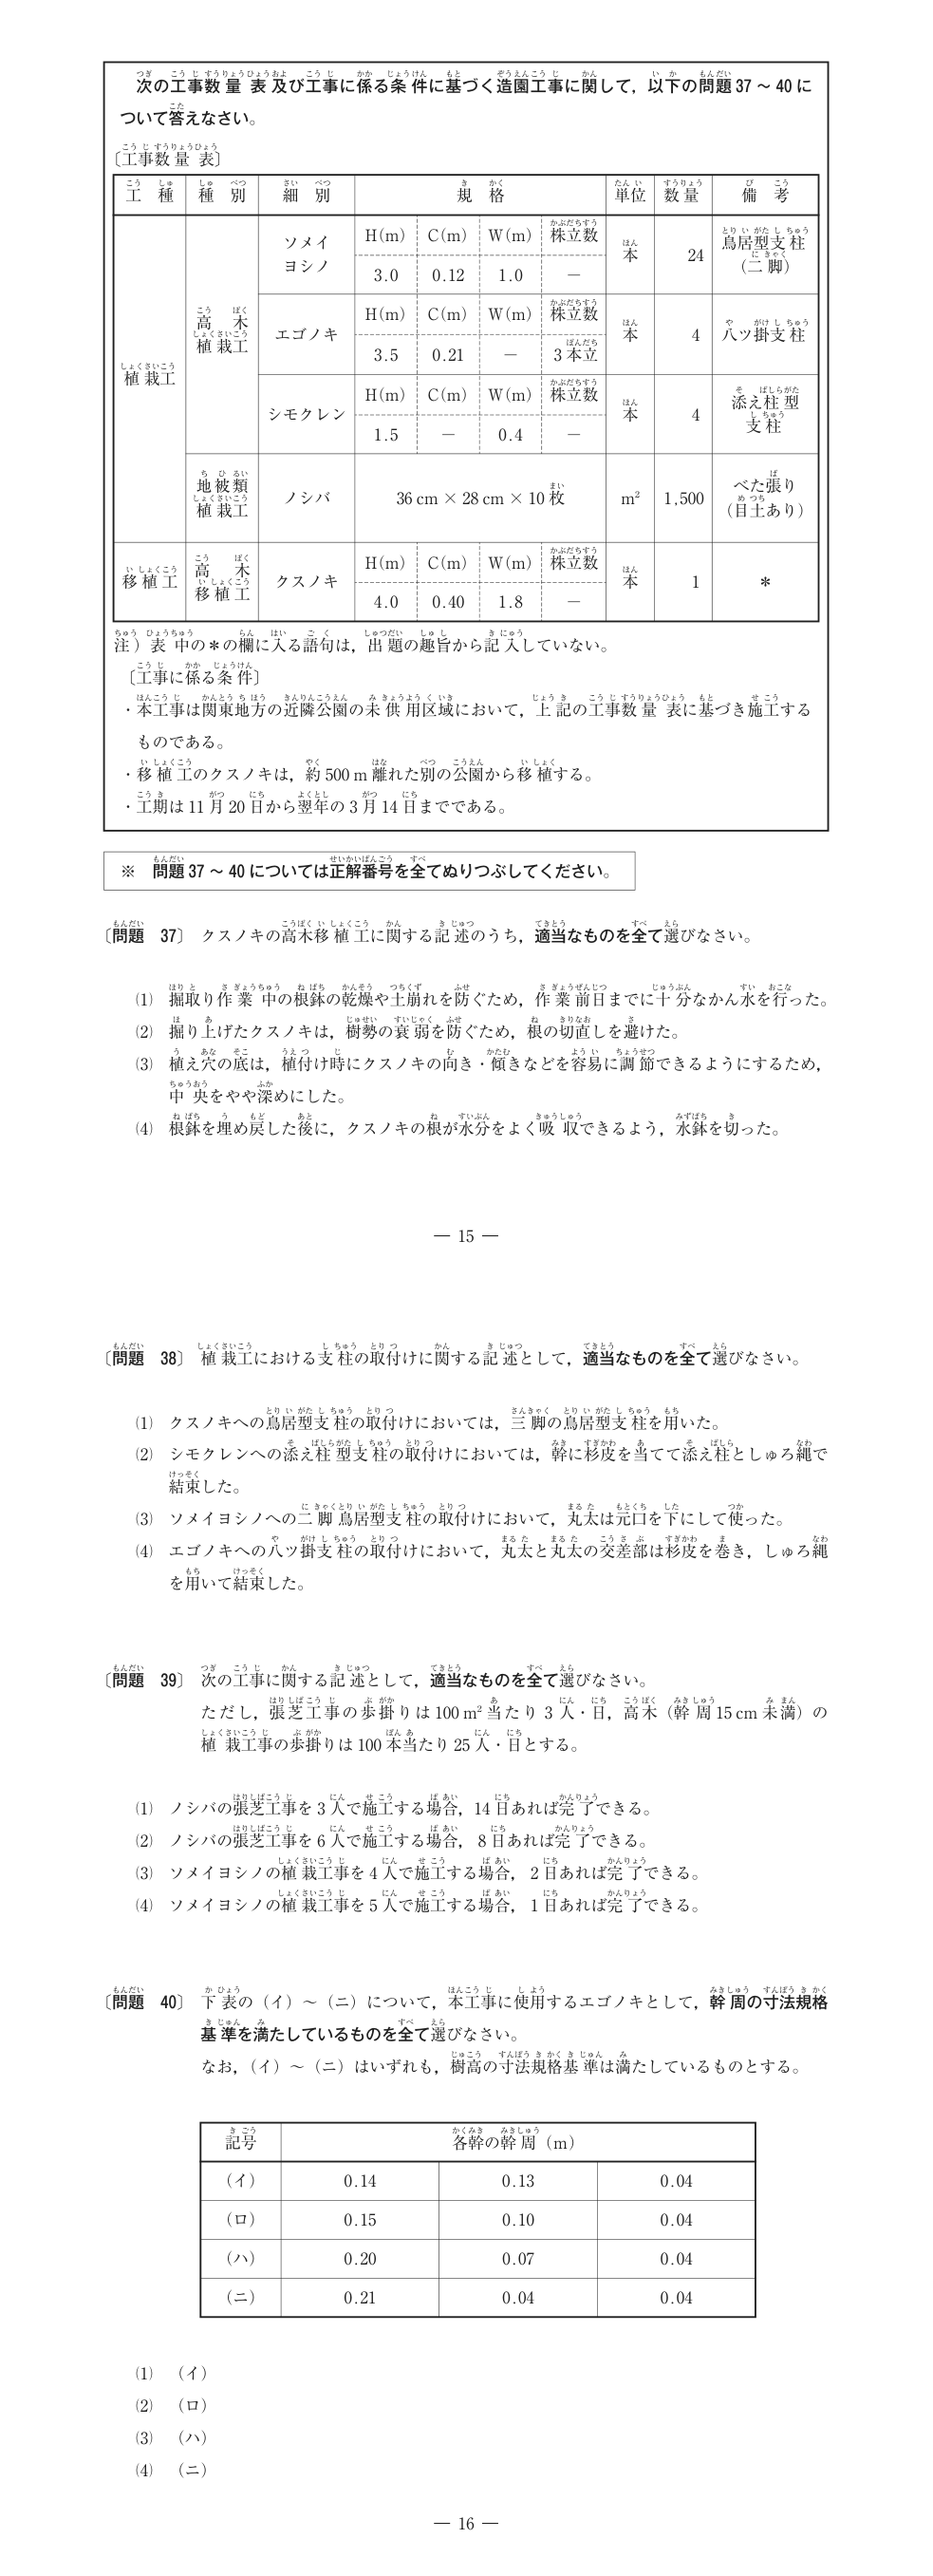 次の工事数量表及び工事に係る条件に基づく造園工事に関して，以下の問題 37 ～ 40 に
ついて答えなさい。
〔工事数量表〕
工 種 種 別 細 別 規 格 単位 数量 備 考
植栽工 高 木 植栽工 ソメイヨシノ H(m) C(m) W(m) 株立数 本 24 鳥居型支柱（二脚）
3.0 0.12 1.0 －
エゴノキ H(m) C(m) W(m) 株立数 本 4 八ツ掛支柱
3.5 0.21 － 3 本立
シモクレン H(m) C(m) W(m) 株立数 本 4 添え柱型支柱
1.5 － 0.4 －
地被類植栽工 ノシバ 36 cm × 28 cm × 10 枚 m² 1,500 べた張り（目土あり）
移植工 高 木 移植工 クスノキ H(m) C(m) W(m) 株立数 本 1 ＊
4.0 0.40 1.8 －
注）表中の＊の欄に入る語句は，出題の趣旨から記入していない。
〔工事に係る条件〕
・本工事は関東地方の近隣公園の未供用区域において，上記の工事数量表に基づき施工する
ものである。
・移植工のクスノキは，約 500 m 離れた別の公園から移植する。
・工期は 11 月 20 日から翌年の 3 月 14 日までである。
※ 問題 37 ～ 40 については正解番号を全てぬりつぶしてください。
〔問題 37〕 クスノキの高木移植工に関する記述のうち，適当なものを全て選びなさい。
⑴ 掘取り作業中の根鉢の乾燥や土崩れを防ぐため，作業前日までに十分なかん水を行った。
⑵ 掘り上げたクスノキは，樹勢の衰弱を防ぐため，根の切直しを避けた。
⑶ 植え穴の底は，植付け時にクスノキの向き・傾きなどを容易に調節できるようにするため，
中央をやや深めにした。
⑷ 根鉢を埋め戻した後に，クスノキの根が水分をよく吸収できるよう，水鉢を切った。
― 15 ―
〔問題 38〕 植栽工における支柱の取付けに関する記述として，適当なものを全て選びなさい。
⑴ クスノキへの鳥居型支柱の取付けにおいては，三脚の鳥居型支柱を用いた。
⑵ シモクレンへの添え柱型支柱の取付けにおいては，幹に杉皮を当てて添え柱としゅろ縄で
結束した。
⑶ ソメイヨシノへの二脚鳥居型支柱の取付けにおいて，丸太は元口を下にして使った。
⑷ エゴノキへの八ツ掛支柱の取付けにおいて，丸太と丸太の交差部は杉皮を巻き，しゅろ縄
を用いて結束した。
〔問題 39〕 次の工事に関する記述として，適当なものを全て選びなさい。
ただし，張芝工事の歩掛りは 100 m² 当たり 3 人・日，高木（幹周 15 cm 未満）の
植栽工事の歩掛りは 100 本当たり 25 人・日とする。
⑴ ノシバの張芝工事を 3 人で施工する場合，14 日あれば完了できる。
⑵ ノシバの張芝工事を 6 人で施工する場合，8 日あれば完了できる。
⑶ ソメイヨシノの植栽工事を 4 人で施工する場合，2 日あれば完了できる。
⑷ ソメイヨシノの植栽工事を 5 人で施工する場合，1 日あれば完了できる。
〔問題 40〕 下表の（イ）～（ニ）について，本工事に使用するエゴノキとして，幹周の寸法規格
基準を満たしているものを全て選びなさい。
なお，（イ）～（ニ）はいずれも，樹高の寸法規格基準は満たしているものとする。
記号 各幹の幹周（m）
（イ） 0.14 0.13 0.04
（ロ） 0.15 0.10 0.04
（ハ） 0.20 0.07 0.04
（ニ） 0.21 0.04 0.04
⑴ （イ）
⑵ （ロ）
⑶ （ハ）
⑷ （ニ）
― 16 ―